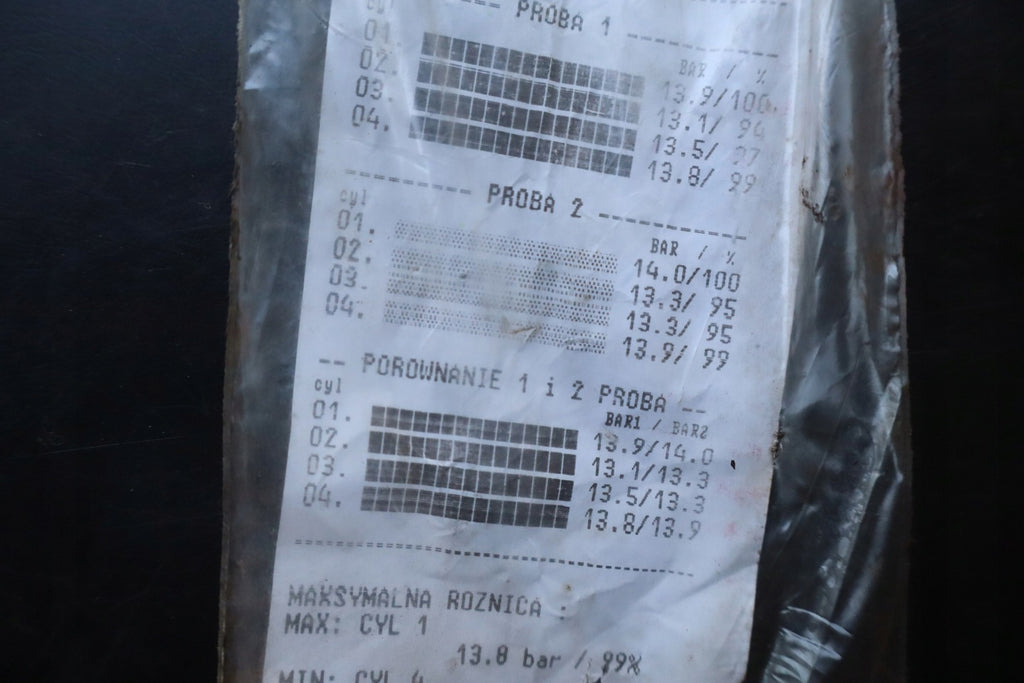 cyl --- PROBA 1 ---------------
BAR / %
01. 13.9/100
02. 13.1/ 94
03. 13.5/ 97
04. 13.8/ 99
------------ PROBA 2 ---------------
cyl BAR / %
01. 14.0/100
02. 13.3/ 95
03. 13.3/ 95
04. 13.9/ 99
-- POROWNANIE 1 i 2 PROBA --
cyl BAR1 / BAR2
01. 13.9/14.0
02. 13.1/13.3
03. 13.5/13.3
04. 13.8/13.9
MAKSYMALNA ROZNICA :
MAX: CYL 1
13.8 bar / 99%
MIN: CYL 4